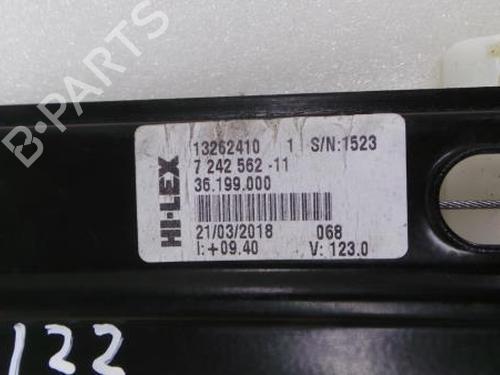 B-PARTS
HI-LEX
13262410 1 S/N:1523
7 242 562 -11
36.199.000
21/03/2018 068
I:+09.40 V: 123.0
122
B-PARTS